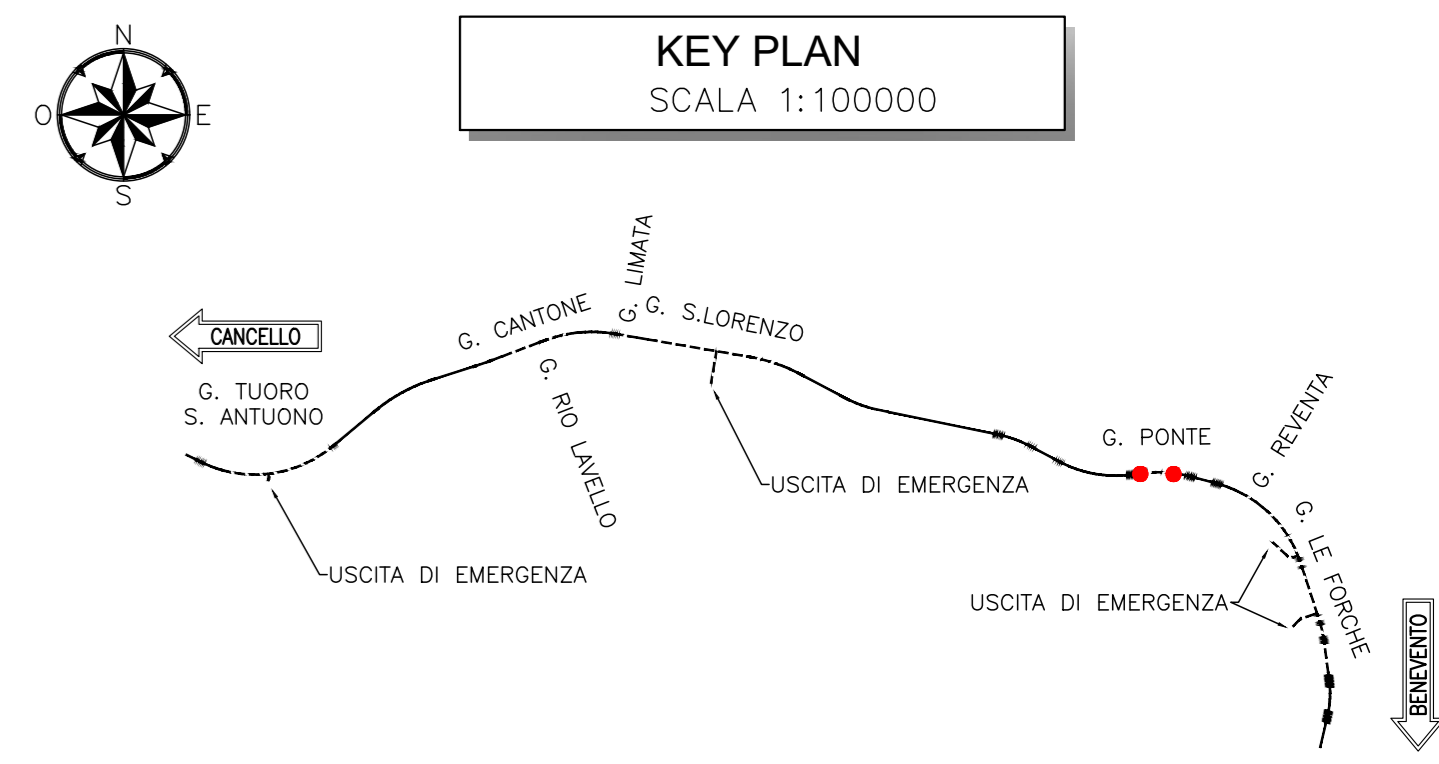 N
O
E
S
KEY PLAN
SCALA 1:100000
CANCELLO
G. TUORO
S. ANTUONO
G. CANTONE
G. LIMATA
G. S.LORENZO
G. RIO LAVELLO
USCITA DI EMERGENZA
USCITA DI EMERGENZA
G. PONTE
G. REVENTA
G. LE FORCHE
USCITA DI EMERGENZA
BENEVENTO